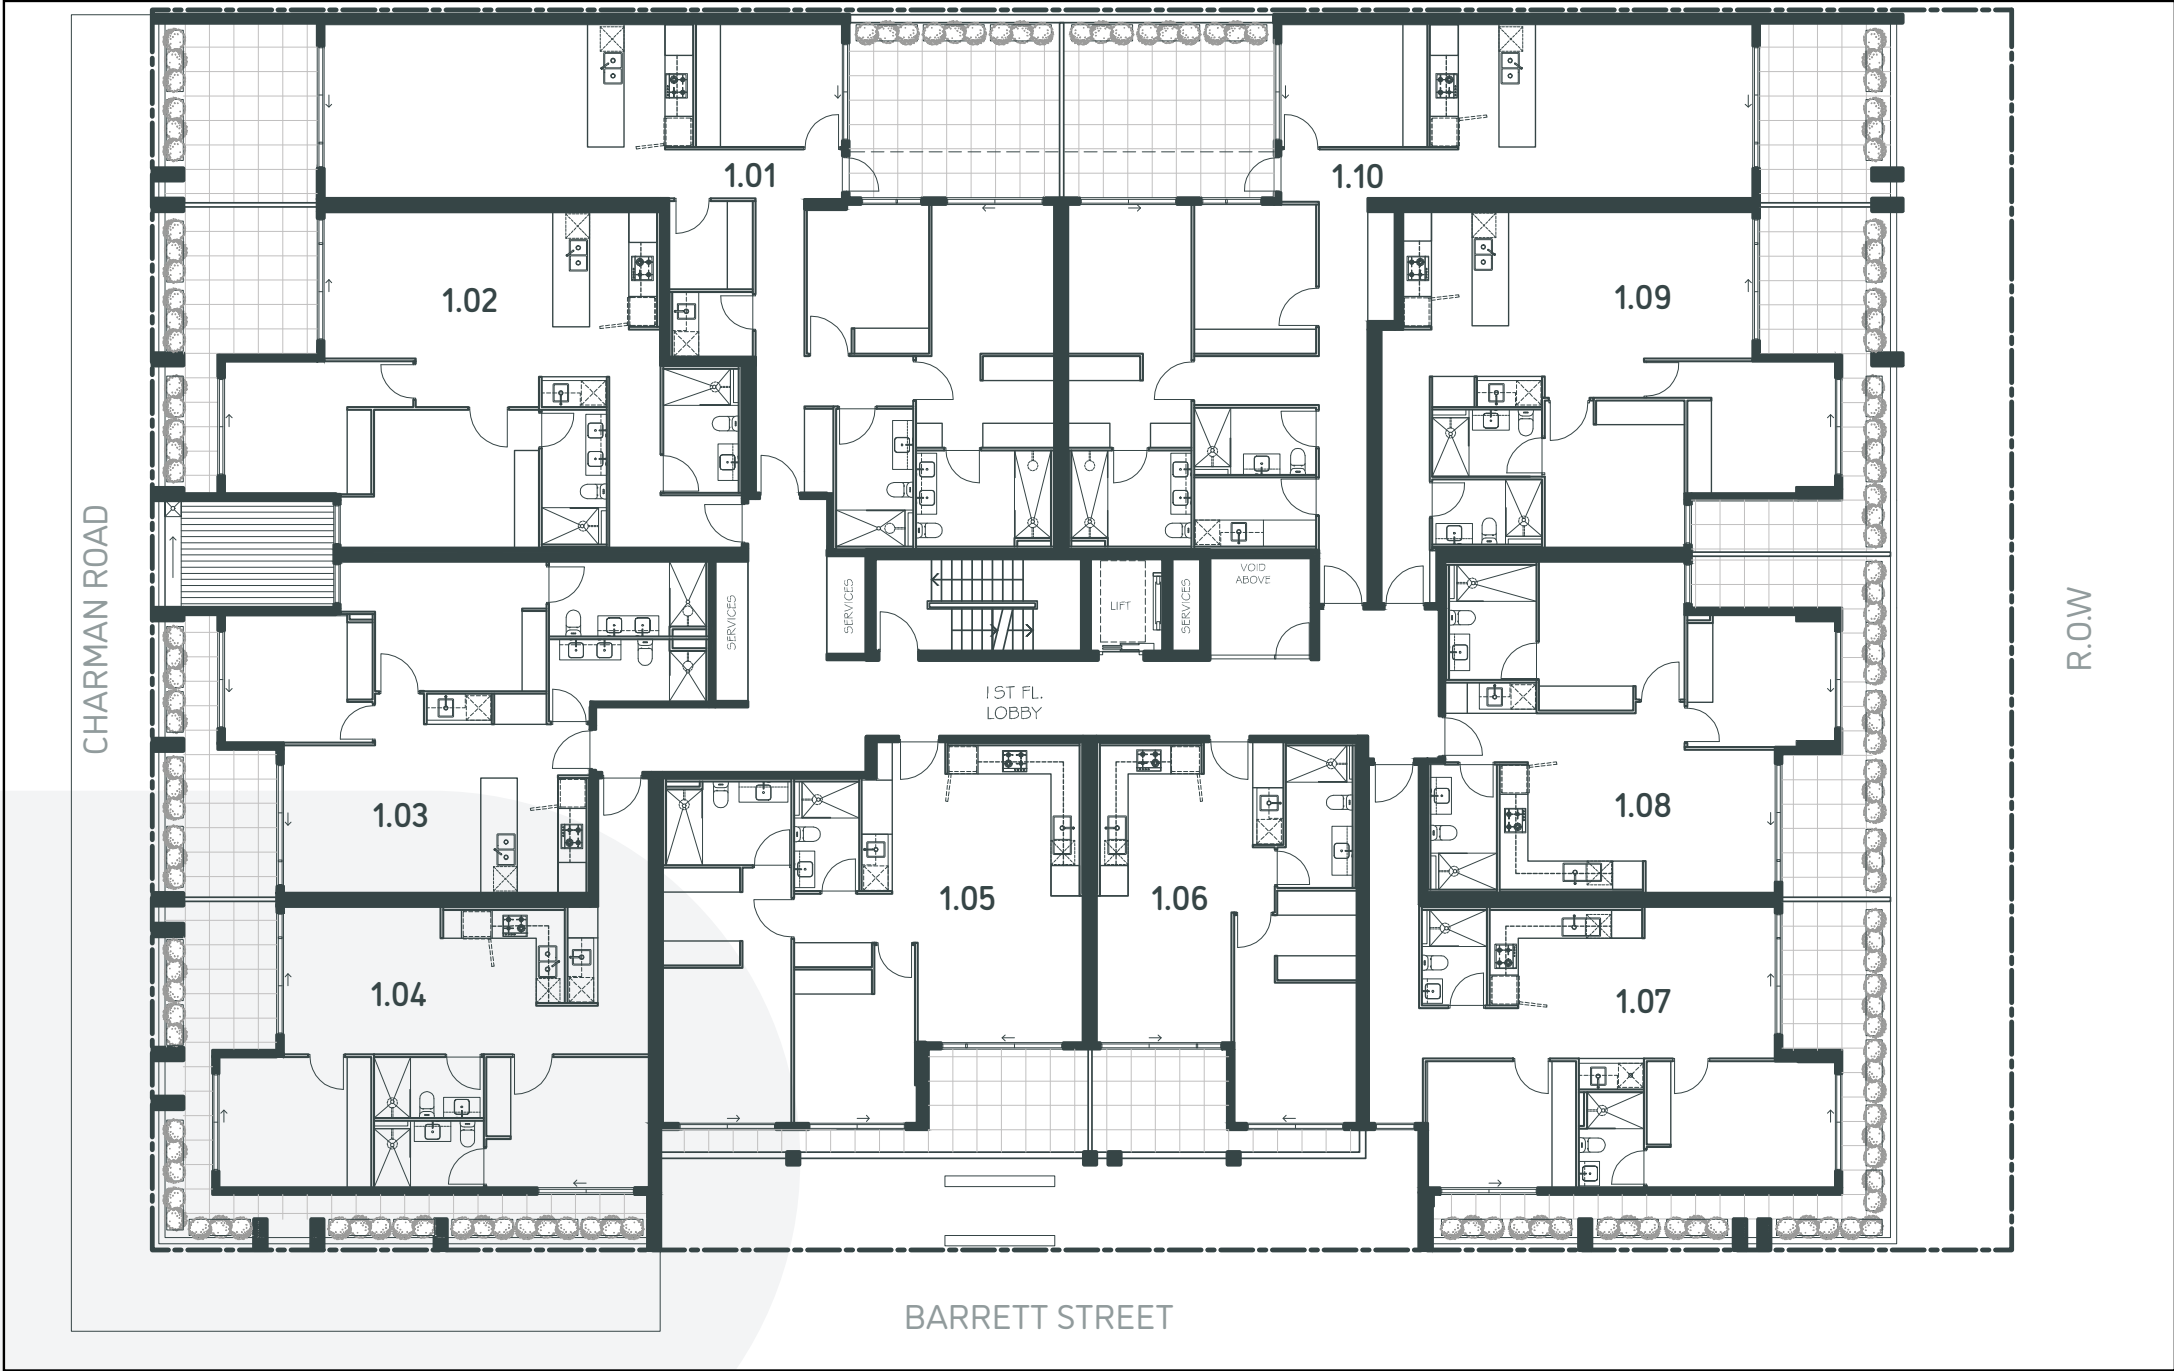 1.01
1.10
1.02
1.09
VOID
ABOVE
SERVICES
LIFT
SERVICES
SERVICES
CHARMAN ROAD
R.O.W
1ST FL.
LOBBY
1.03
1.08
1.05
1.06
1.04
1.07
BARRETT STREET